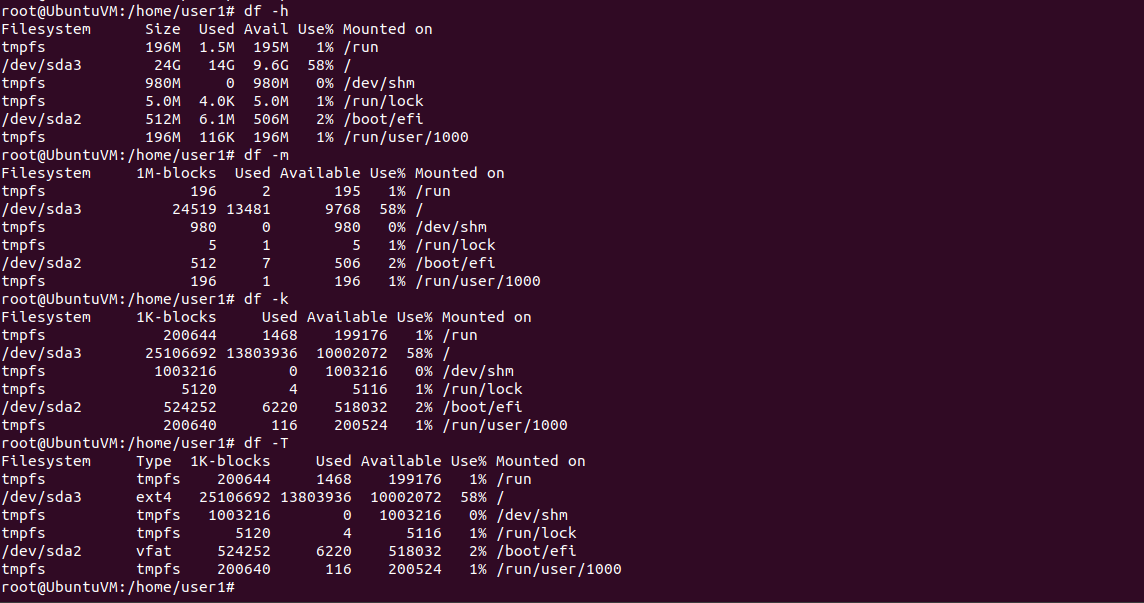 root@UbuntuVM:/home/user1# df -h
Filesystem      Size  Used Avail Use% Mounted on
tmpfs           196M  1.5M  195M   1% /run
/dev/sda3        24G   14G  9.6G  58% /
tmpfs           980M     0  980M   0% /dev/shm
tmpfs           5.0M  4.0K  5.0M   1% /run/lock
/dev/sda2       512M  6.1M  506M   2% /boot/efi
tmpfs           196M  116K  196M   1% /run/user/1000
root@UbuntuVM:/home/user1# df -m
Filesystem     1M-blocks  Used Available Use% Mounted on
tmpfs                196     2       195   1% /run
/dev/sda3          24519 13481      9768  58% /
tmpfs                980     0       980   0% /dev/shm
tmpfs                  5     1         5   1% /run/lock
/dev/sda2            512     7       506   2% /boot/efi
tmpfs                196     1       196   1% /run/user/1000
root@UbuntuVM:/home/user1# df -k
Filesystem     1K-blocks     Used Available Use% Mounted on
tmpfs             200644     1468    199176   1% /run
/dev/sda3       25106692 13803936  10002072  58% /
tmpfs            1003216        0   1003216   0% /dev/shm
tmpfs               5120        4      5116   1% /run/lock
/dev/sda2         524252     6220    518032   2% /boot/efi
tmpfs             200640      116    200524   1% /run/user/1000
root@UbuntuVM:/home/user1# df -T
Filesystem     Type  1K-blocks     Used Available Use% Mounted on
tmpfs          tmpfs    200644     1468    199176   1% /run
/dev/sda3      ext4   25106692 13803936  10002072  58% /
tmpfs          tmpfs   1003216        0   1003216   0% /dev/shm
tmpfs          tmpfs      5120        4      5116   1% /run/lock
/dev/sda2      vfat     524252     6220    518032   2% /boot/efi
tmpfs          tmpfs    200640      116    200524   1% /run/user/1000
root@UbuntuVM:/home/user1#